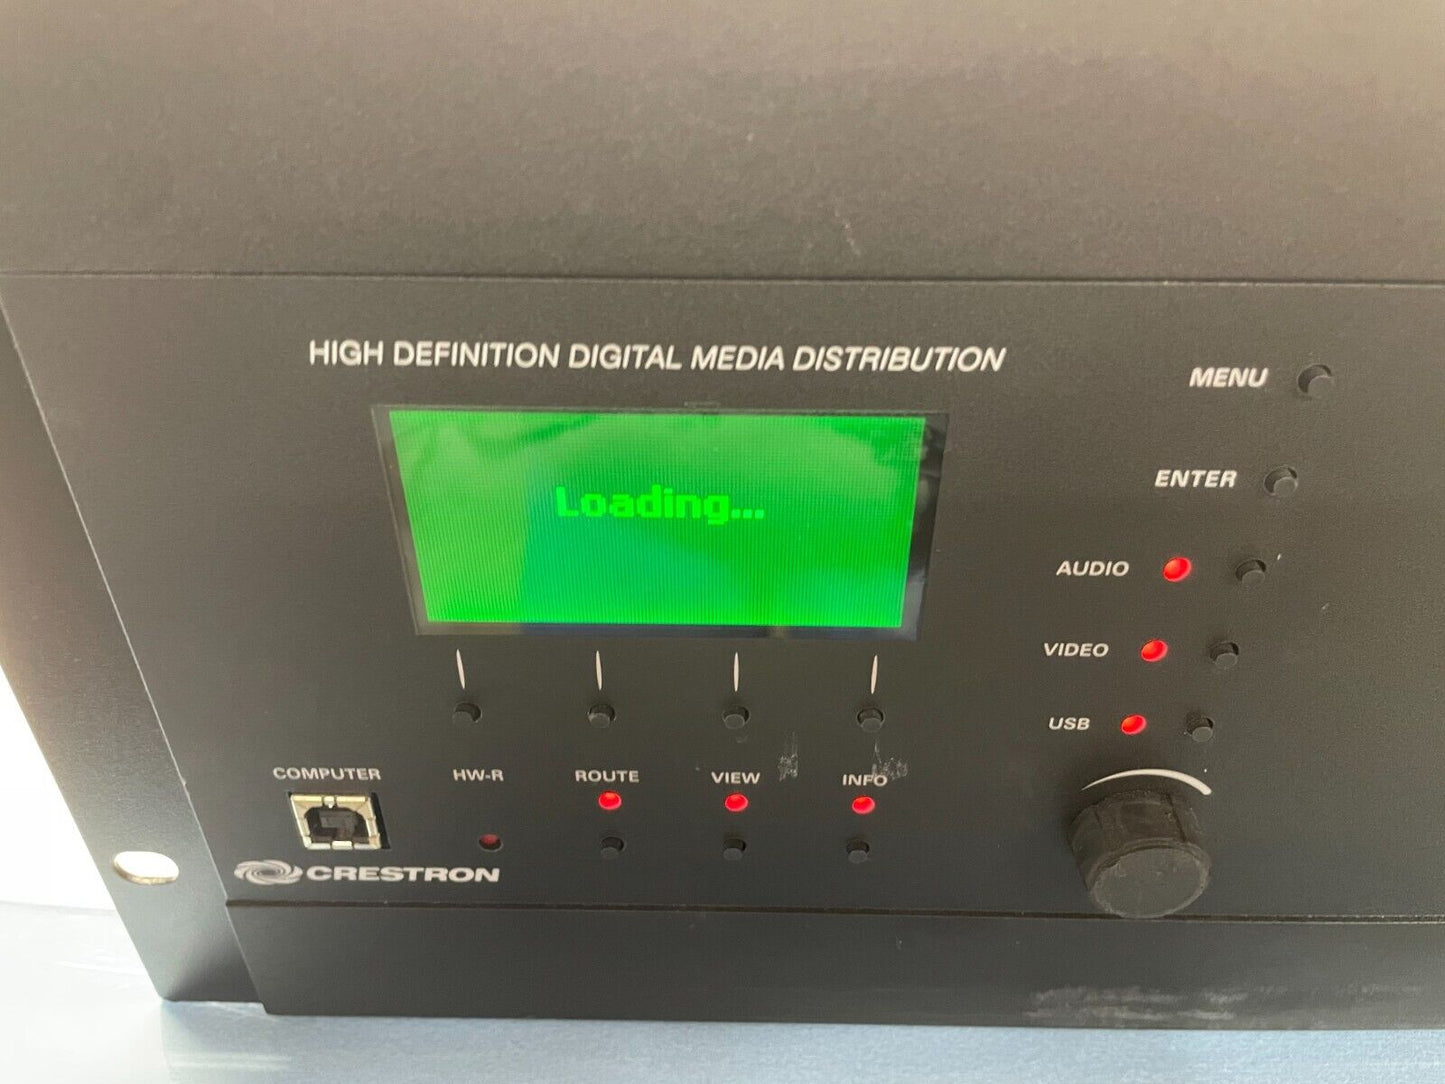 HIGH DEFINITION DIGITAL MEDIA DISTRIBUTION
Loading...
MENU
ENTER
AUDIO
VIDEO
USB
COMPUTER
HW-R
ROUTE
VIEW
INFO
CRESTRON